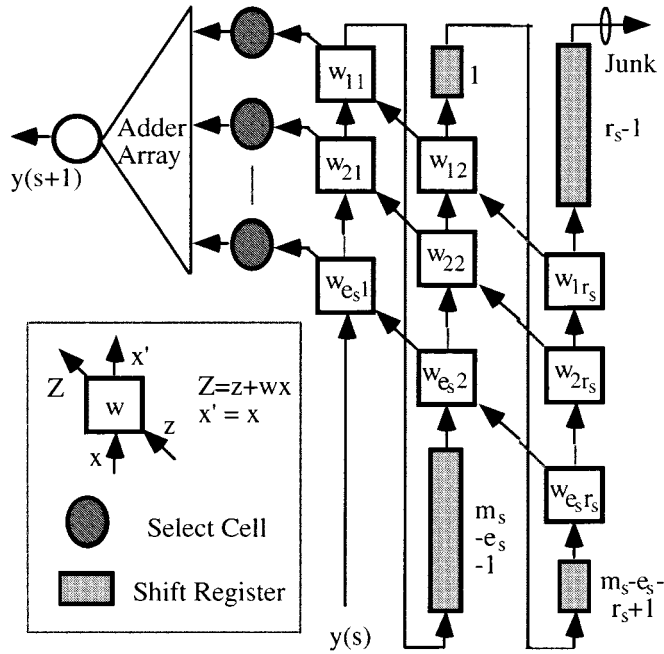 w₁₁
1
Junk
Adder
Array
rₛ-1
y(s+1)
w₂₁
w₁₂
w₂₂
wₑₛ₁
w₁ᵣₛ
wₑₛ₂
w₂ᵣₛ
x'
Z
w
z
x
Z=z+wx
x' = x
wₑₛᵣₛ
Select Cell
mₛ
-eₛ
-1
Shift Register
mₛ-eₛ-
rₛ+1
y(s)